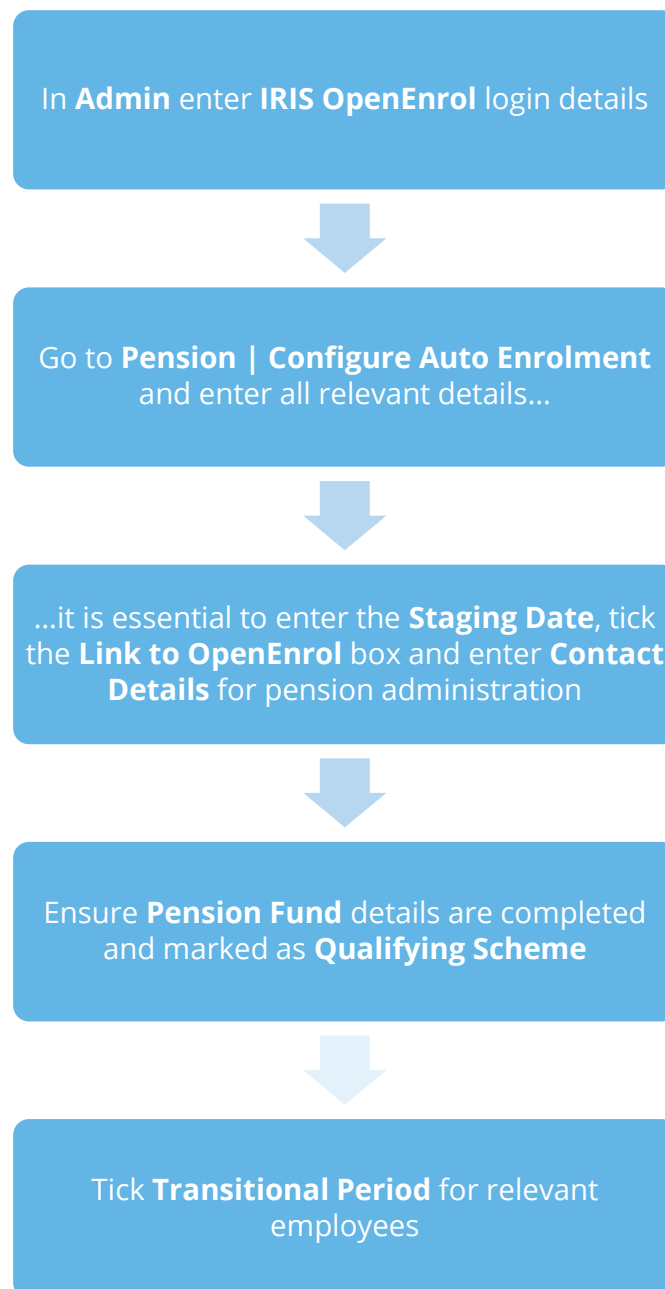 In Admin enter IRIS OpenEnrol login details
Go to Pension | Configure Auto Enrolment
and enter all relevant details...
...it is essential to enter the Staging Date, tick
the Link to OpenEnrol box and enter Contact
Details for pension administration
Ensure Pension Fund details are completed
and marked as Qualifying Scheme
Tick Transitional Period for relevant
employees